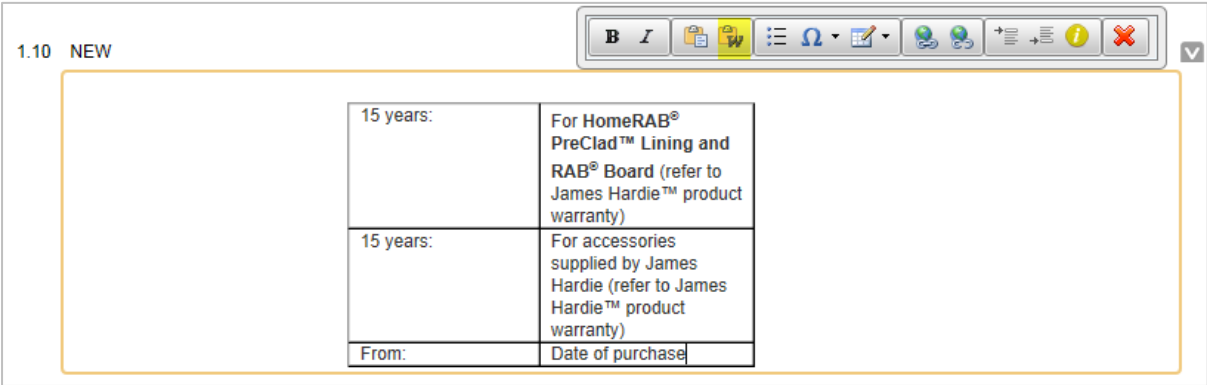 B I W Ω
1.10 NEW
15 years:
For HomeRAB®
PreClad™ Lining and
RAB® Board (refer to
James Hardie™ product
warranty)
15 years:
For accessories
supplied by James
Hardie (refer to James
Hardie™ product
warranty)
From:
Date of purchase